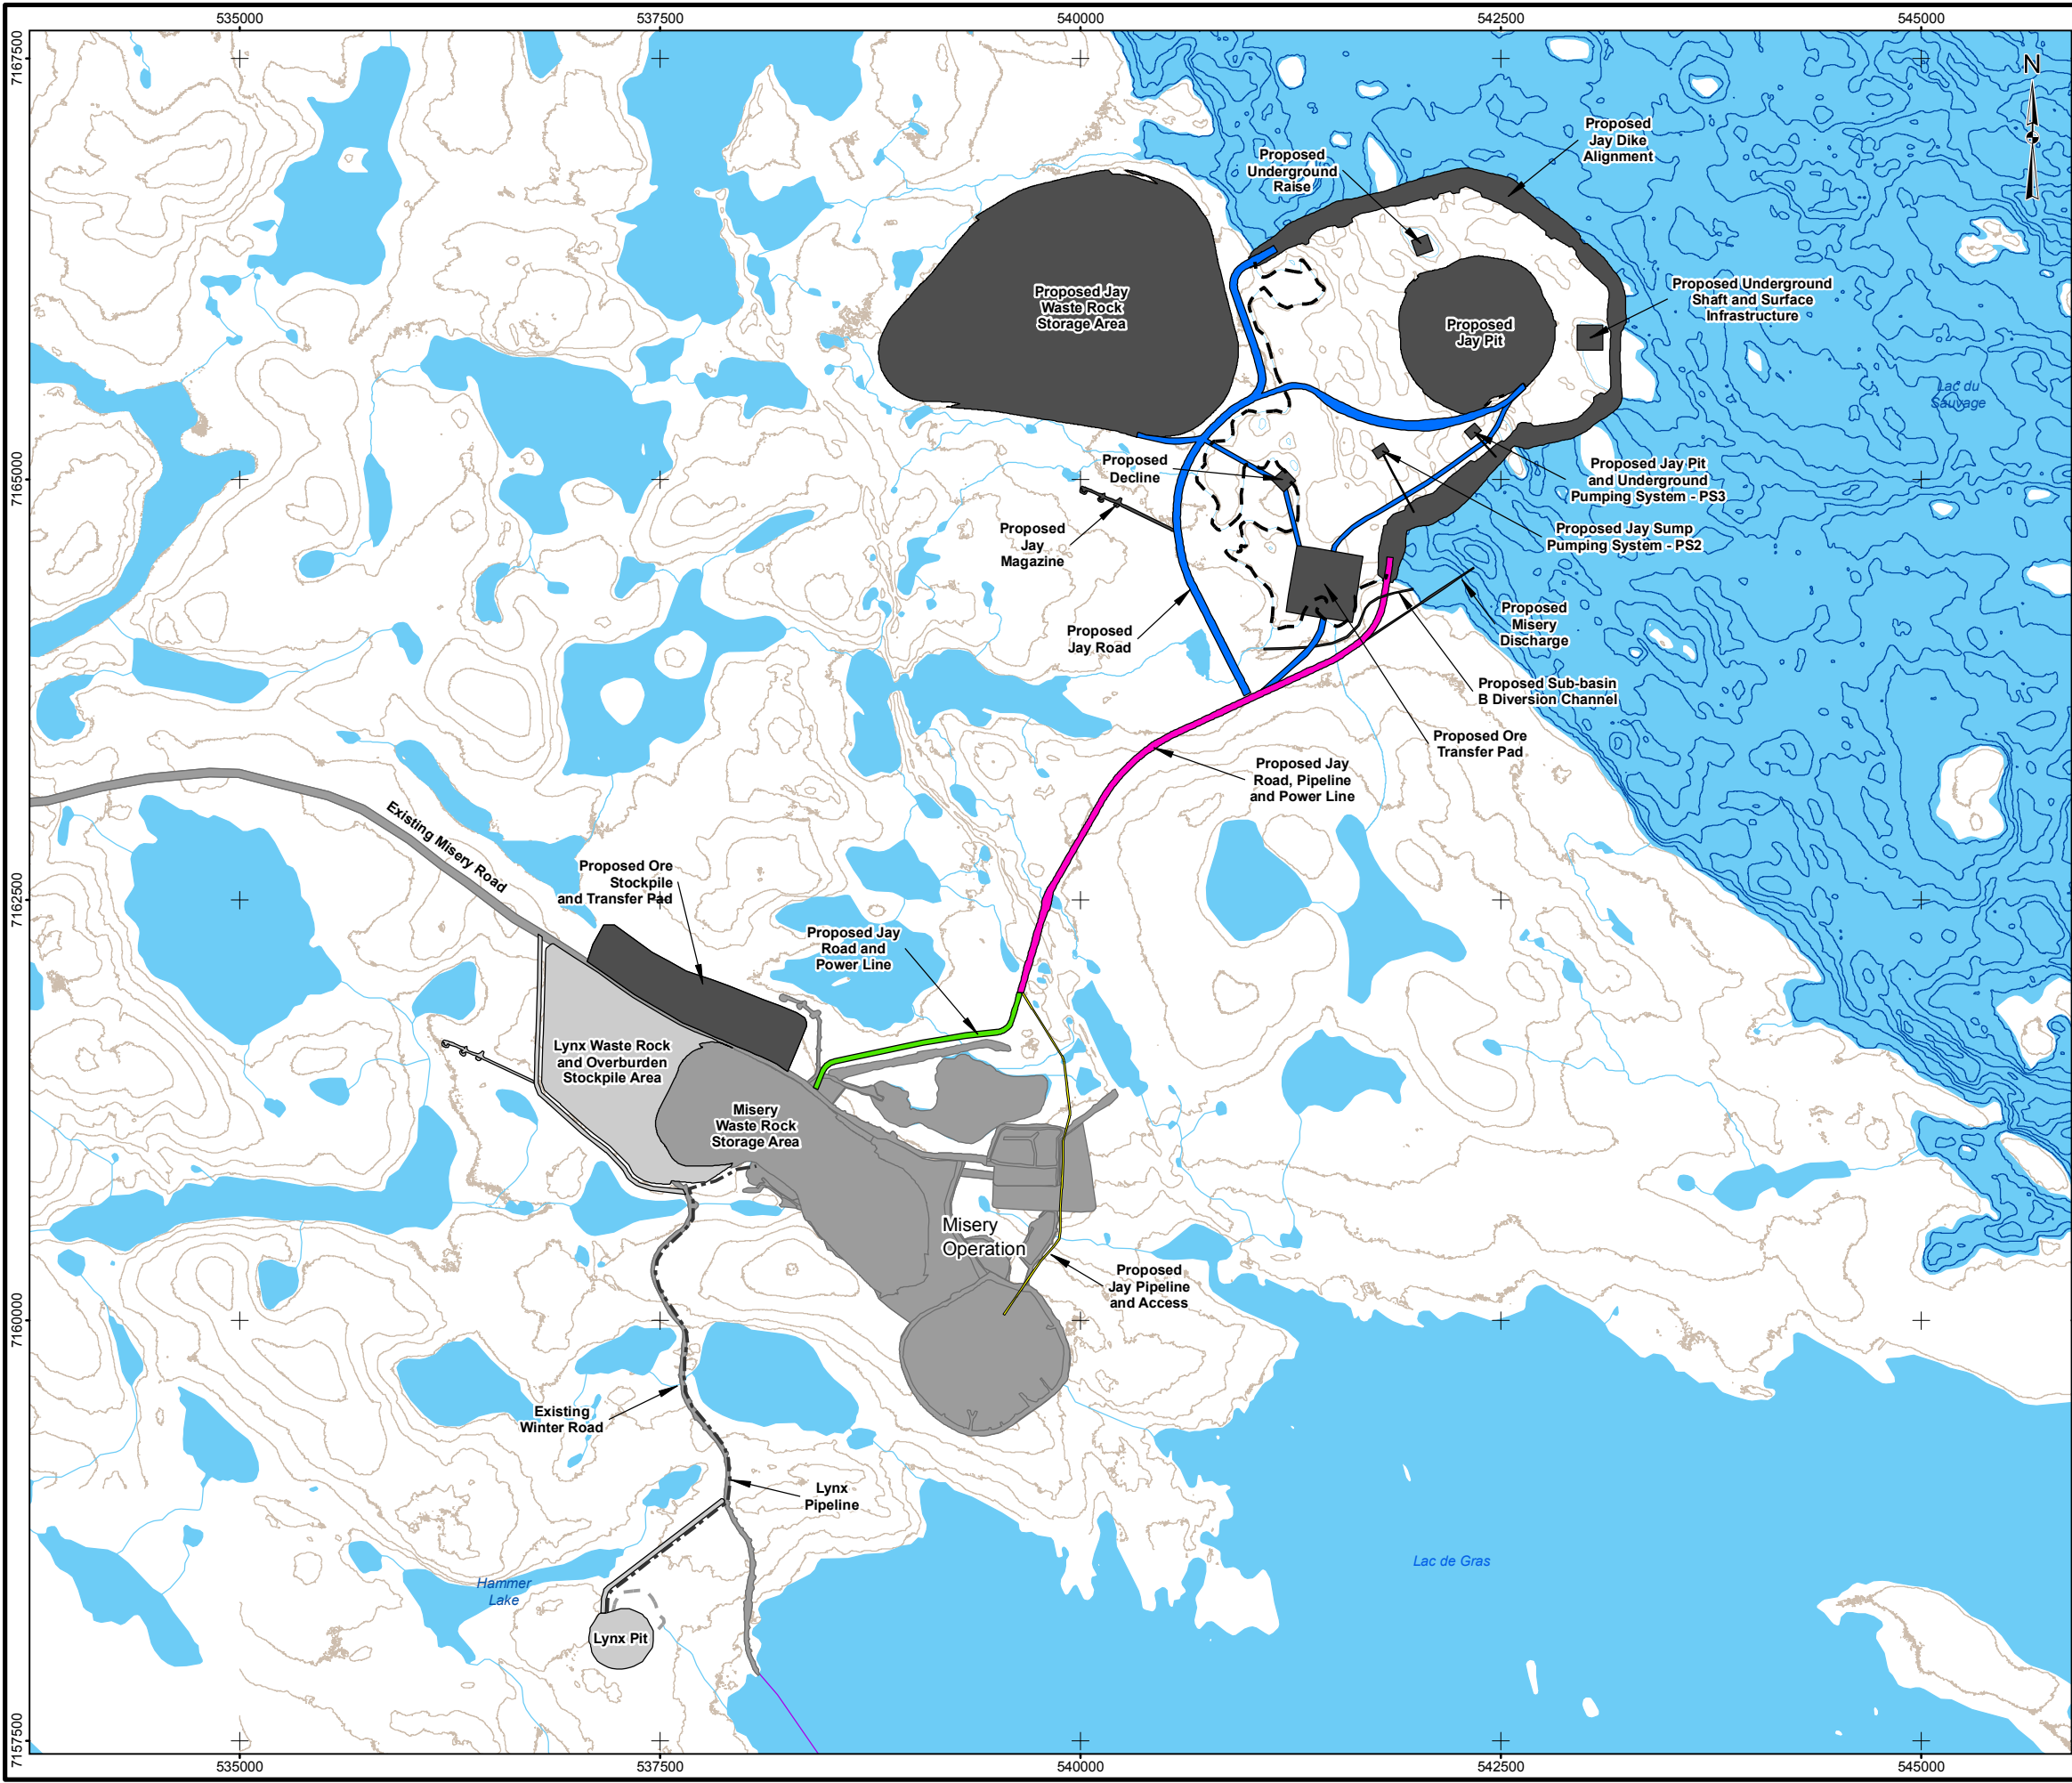 535000
537500
540000
542500
545000
7167500
N
Proposed
Jay Dike
Alignment
Proposed
Underground
Raise
Proposed Jay
Waste Rock
Storage Area
Proposed
Jay Pit
Proposed Underground
Shaft and Surface
Infrastructure
Lac du
Sauvage
7165000
Proposed
Decline
Proposed Jay Pit
and Underground
Pumping System - PS3
Proposed
Jay
Magazine
Proposed Jay Sump
Pumping System - PS2
Proposed
Jay Road
Proposed
Misery
Discharge
Proposed Sub-basin
B Diversion Channel
Proposed Ore
Transfer Pad
Proposed Jay
Road, Pipeline
and Power Line
Existing Misery Road
7162500
Proposed Ore
Stockpile
and Transfer Pad
Proposed Jay
Road and
Power Line
Lynx Waste Rock
and Overburden
Stockpile Area
Misery
Waste Rock
Storage Area
Misery
Operation
Proposed
Jay Pipeline
and Access
7160000
Existing
Winter Road
Lynx
Pipeline
Lac de Gras
Hammer
Lake
Lynx Pit
7157500
535000
537500
540000
542500
545000